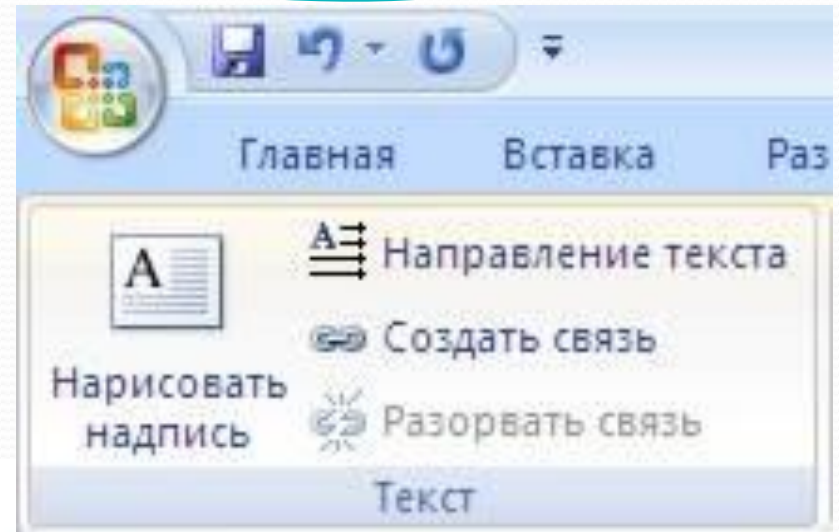 Главная Вставка Раз
A Направление текста
A
Создать связь
Нарисовать
надпись
Разорвать связь
Текст